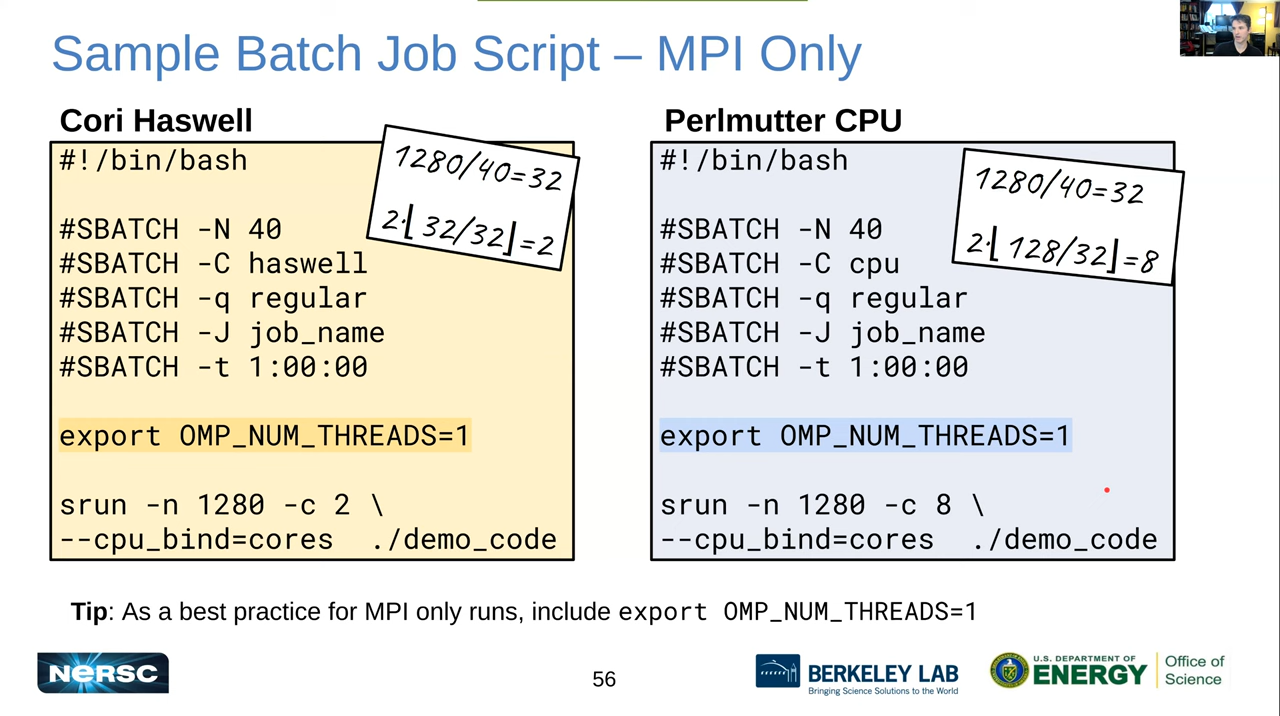 Sample Batch Job Script – MPI Only
Cori Haswell
#!/bin/bash
#SBATCH -N 40
#SBATCH -C haswell
#SBATCH -q regular
#SBATCH -J job_name
#SBATCH -t 1:00:00
export OMP_NUM_THREADS=1
srun -n 1280 -c 2 \
--cpu_bind=cores ./demo_code
1280/40=32
2·⌊ 32/32⌋=2
Perlmutter CPU
#!/bin/bash
#SBATCH -N 40
#SBATCH -C cpu
#SBATCH -q regular
#SBATCH -J job_name
#SBATCH -t 1:00:00
export OMP_NUM_THREADS=1
srun -n 1280 -c 8 \
--cpu_bind=cores ./demo_code
1280/40=32
2·⌊ 128/32⌋=8
Tip: As a best practice for MPI only runs, include export OMP_NUM_THREADS=1
NERSC
56
BERKELEY LAB
Bringing Science Solutions to the World
U.S. DEPARTMENT OF
ENERGY
Office of
Science